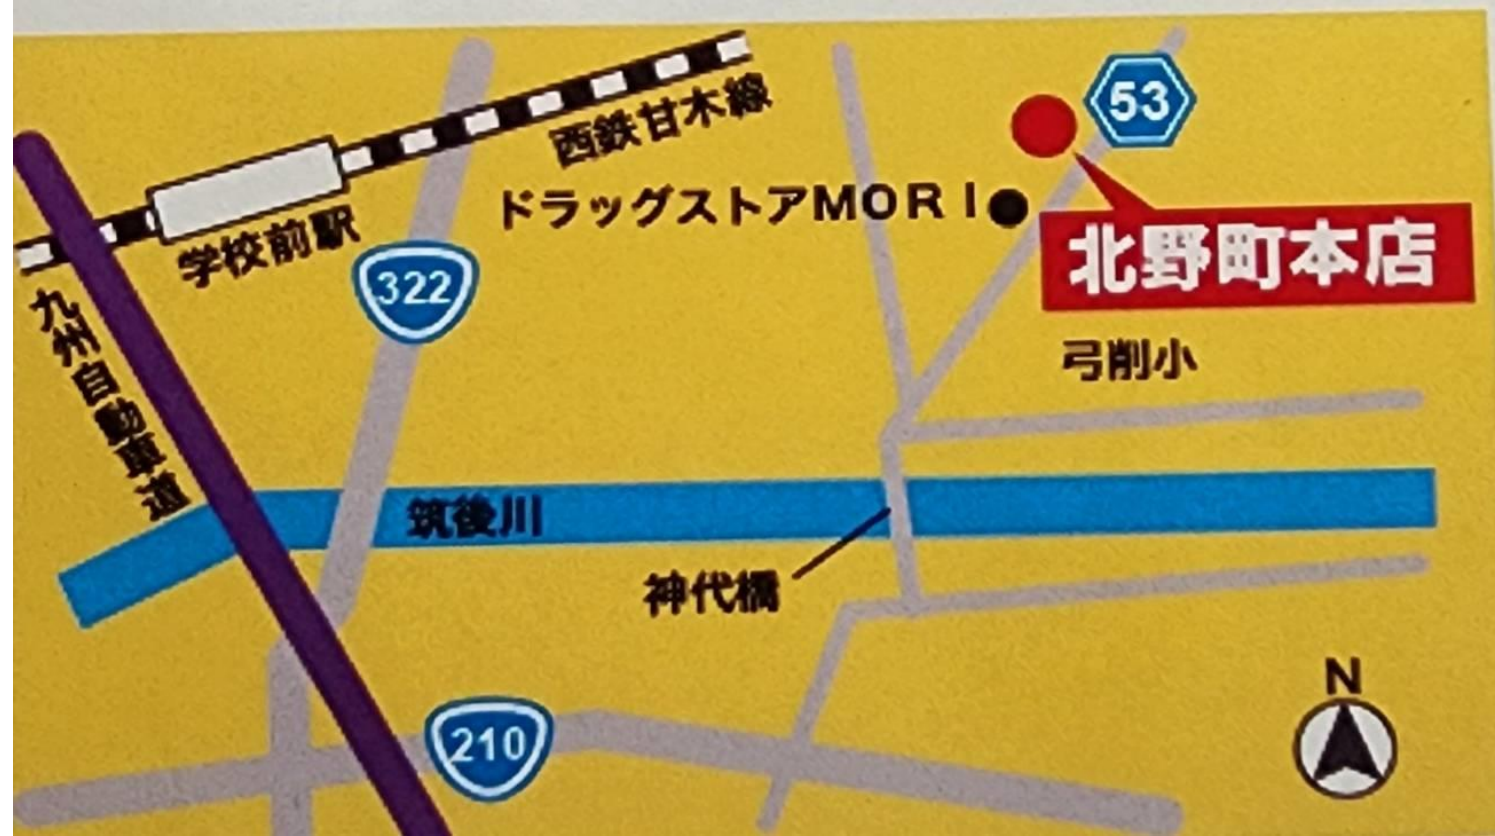 53
西鉄甘木線
ドラッグストアMORI
学校前駅
北野町本店
322
九州自動車道
弓削小
筑後川
神代橋
N
210